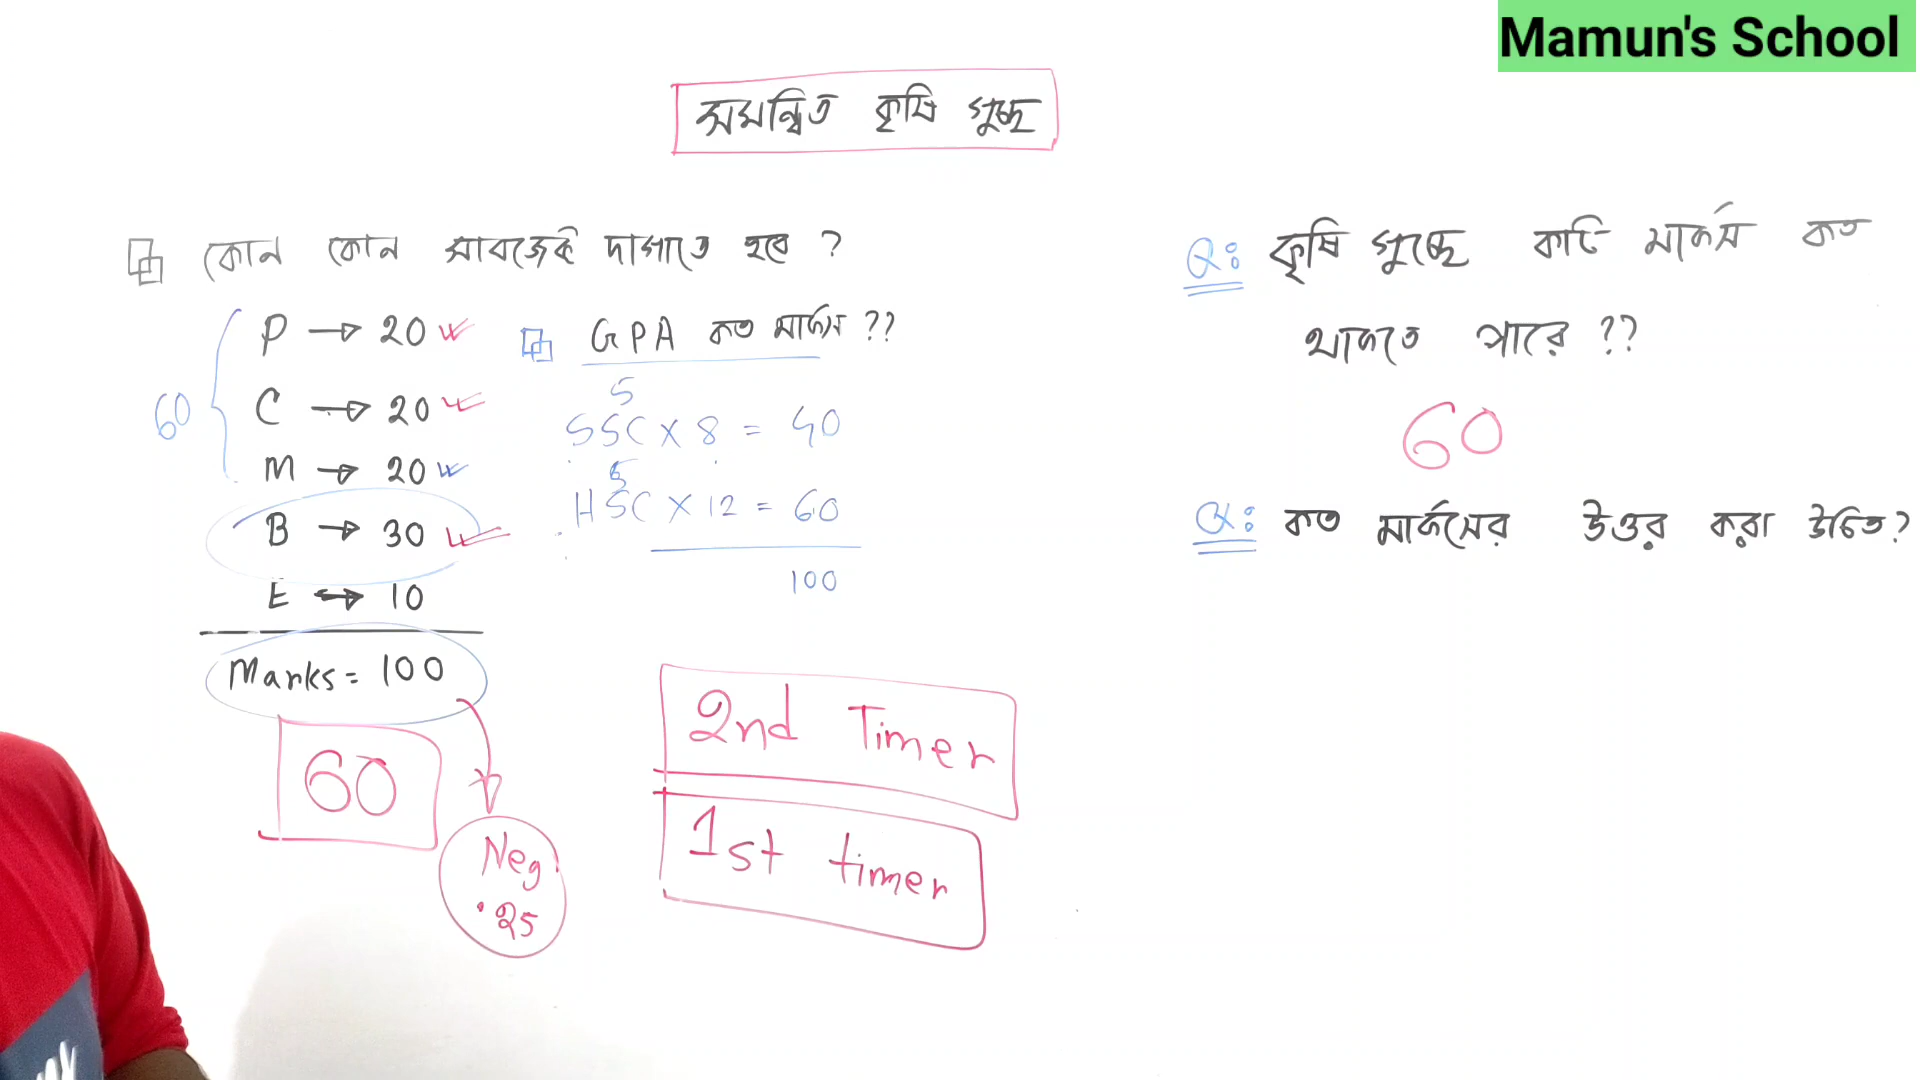 Mamun's School
সমন্বিত কৃষি গুচ্ছ
কোন কোন সাবজেক্ট দাগাতে হবে ?
P → 20
C → 20
M → 20
60
B → 30
E → 10
Marks = 100
60
Neg
.25
GPA কত মার্কস ??
5
SSC x 8 = 40
5
HSC x 12 = 60
100
2nd Timer
1st timer
Q: কৃষি গুচ্ছে কাট মার্কস কত
থাকতে পারে ??
60
Q: কত মার্কসের উত্তর করা উচিত ?